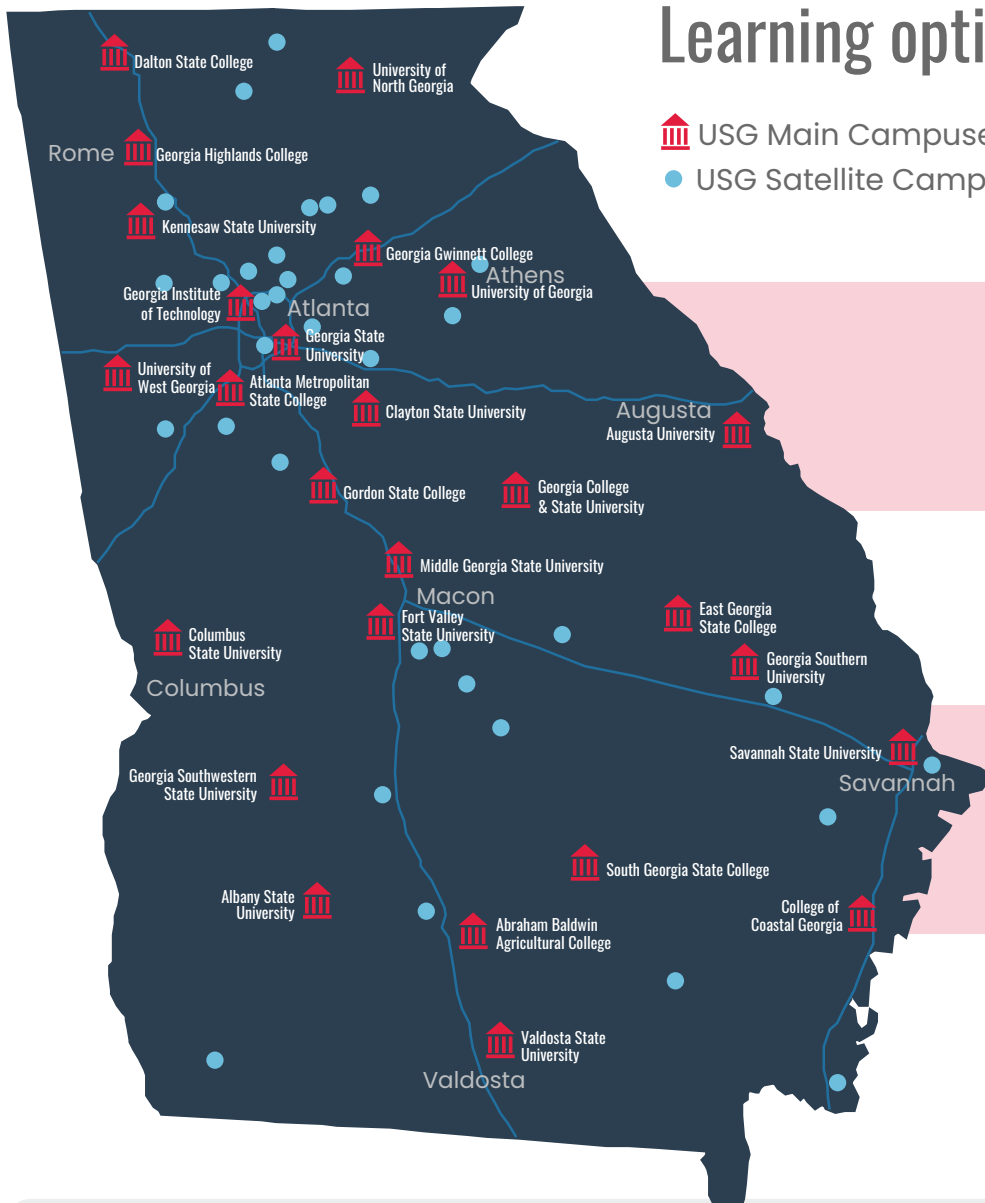 Learning opti
USG Main Campuse
USG Satellite Camp
Dalton State College
University of
North Georgia
Rome
Georgia Highlands College
Kennesaw State University
Georgia Gwinnett College
Athens
University of Georgia
Georgia Institute
of Technology
Atlanta
Georgia State
University
University of
West Georgia
Atlanta Metropolitan
State College
Clayton State University
Augusta
Augusta University
Gordon State College
Georgia College
& State University
Middle Georgia State University
Macon
Fort Valley
State University
East Georgia
State College
Columbus
State University
Georgia Southern
University
Columbus
Savannah State University
Savannah
Georgia Southwestern
State University
South Georgia State College
Albany State
University
College of
Coastal Georgia
Abraham Baldwin
Agricultural College
Valdosta State
University
Valdosta